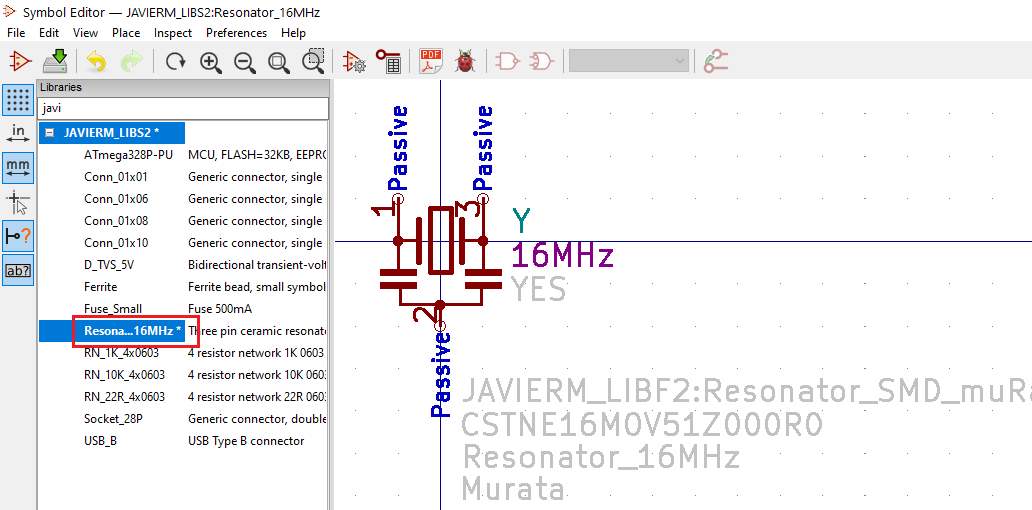 Symbol Editor — JAVIERM_LIBS2:Resonator_16MHz
File Edit View Place Inspect Preferences Help
PDF
Libraries
javi
in
mm
ab?
JAVIERM_LIBS2 *
ATmega328P-PU MCU, FLASH=32KB, EEPRO
Conn_01x01 Generic connector, single
Conn_01x06 Generic connector, single
Conn_01x08 Generic connector, single
Conn_01x10 Generic connector, single
D_TVS_5V Bidirectional transient-volt
Ferrite Ferrite bead, small symbol
Fuse_Small Fuse 500mA
Resona...16MHz * Three pin ceramic resonato
RN_1K_4x0603 4 resistor network 1K 0603
RN_10K_4x0603 4 resistor network 10K 0603
RN_22R_4x0603 4 resistor network 22R 0603
Socket_28P Generic connector, double
USB_B USB Type B connector
Passive
Passive
1
3
Y
16MHz
YES
2
Passive
JAVIERM_LIBF2:Resonator_SMD_muRa
CSTNE16M0V51Z000R0
Resonator_16MHz
Murata